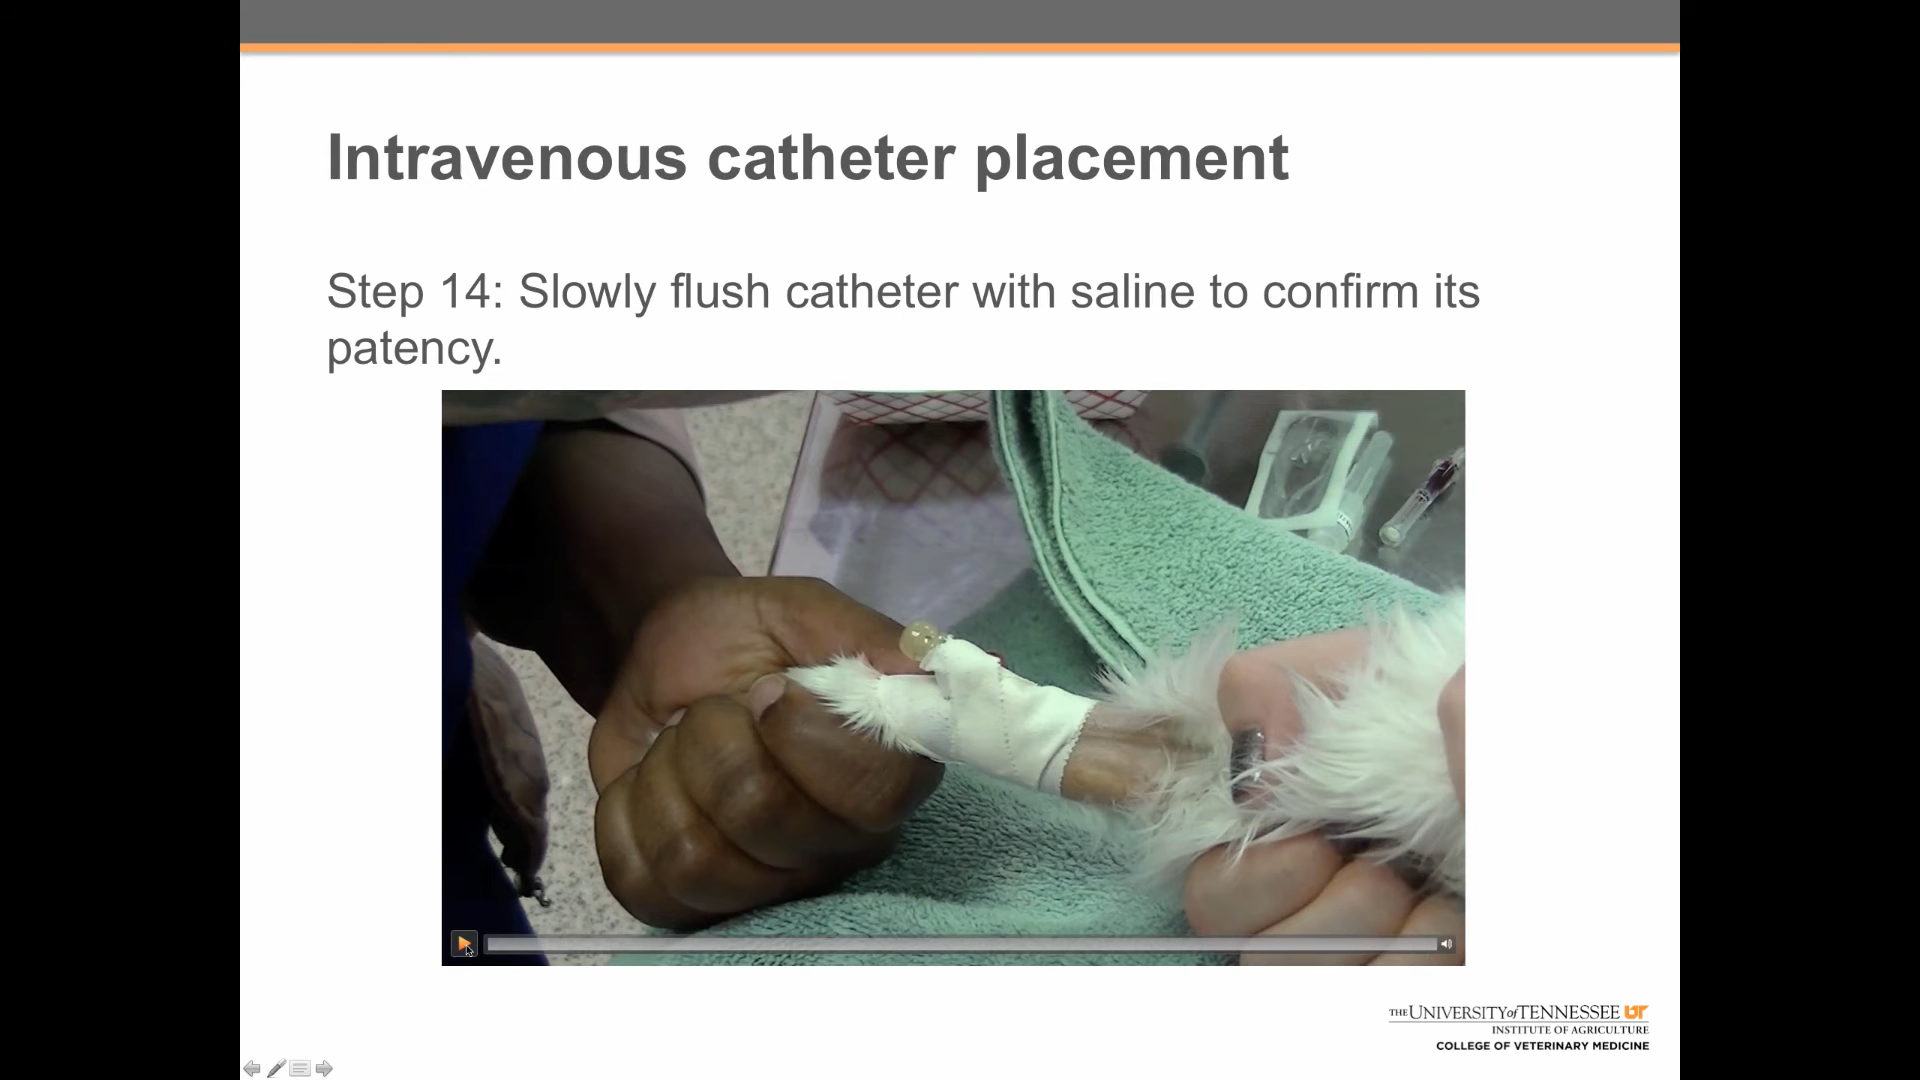 Intravenous catheter placement
Step 14: Slowly flush catheter with saline to confirm its
patency.
THE UNIVERSITY of TENNESSEE UT
INSTITUTE OF AGRICULTURE
COLLEGE OF VETERINARY MEDICINE